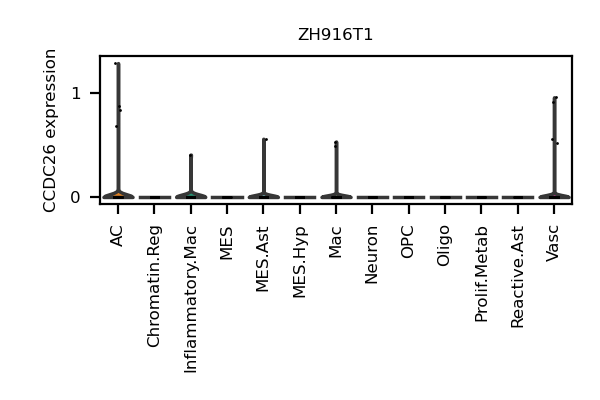 ZH916T1
CCDC26 expression
1
0
AC
Chromatin.Reg
Inflammatory.Mac
MES
MES.Ast
MES.Hyp
Mac
Neuron
OPC
Oligo
Prolif.Metab
Reactive.Ast
Vasc